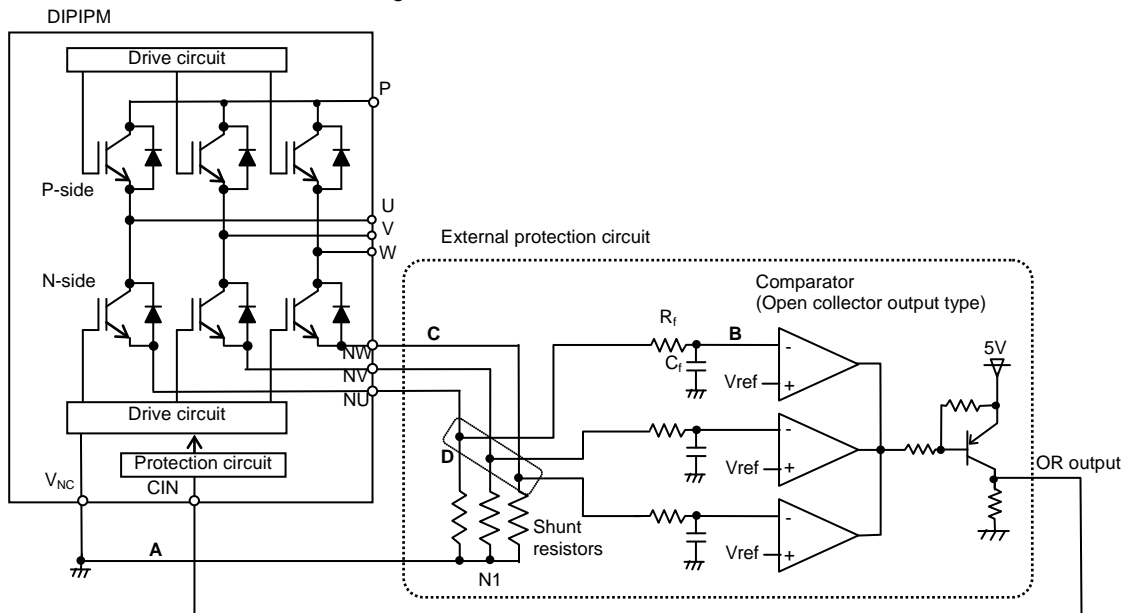 DIPIPM
Drive circuit
P
P-side
U
V
W
External protection circuit
N-side
Comparator
(Open collector output type)
C
Rf
B
Cf
-
Vref
+
5V
NW
NV
NU
Drive circuit
D
-
Vref
+
OR output
Protection circuit
VNC
CIN
-
Vref
+
Shunt
resistors
A
N1